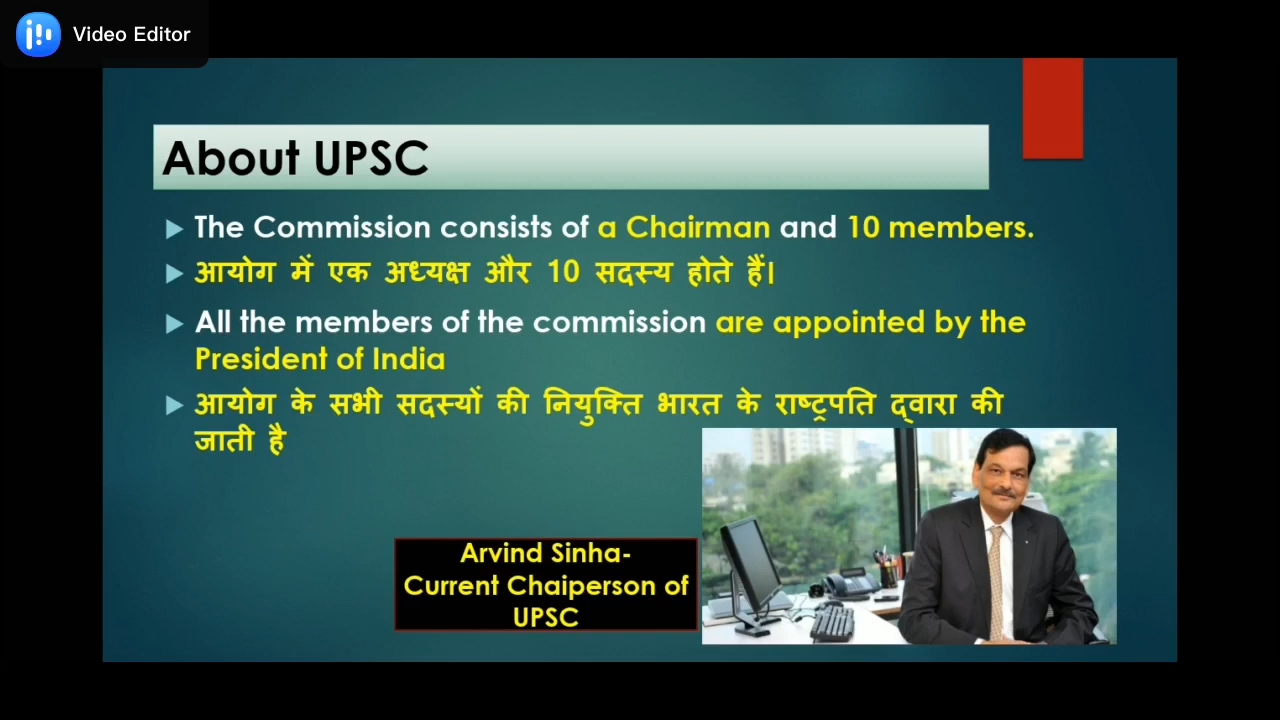 Video Editor
About UPSC
The Commission consists of a Chairman and 10 members.
आयोग में एक अध्यक्ष और 10 सदस्य होते हैं।
All the members of the commission are appointed by the
President of India
आयोग के सभी सदस्यों की नियुक्ति भारत के राष्ट्रपति द्वारा की
जाती है
Arvind Sinha-
Current Chaiperson of
UPSC